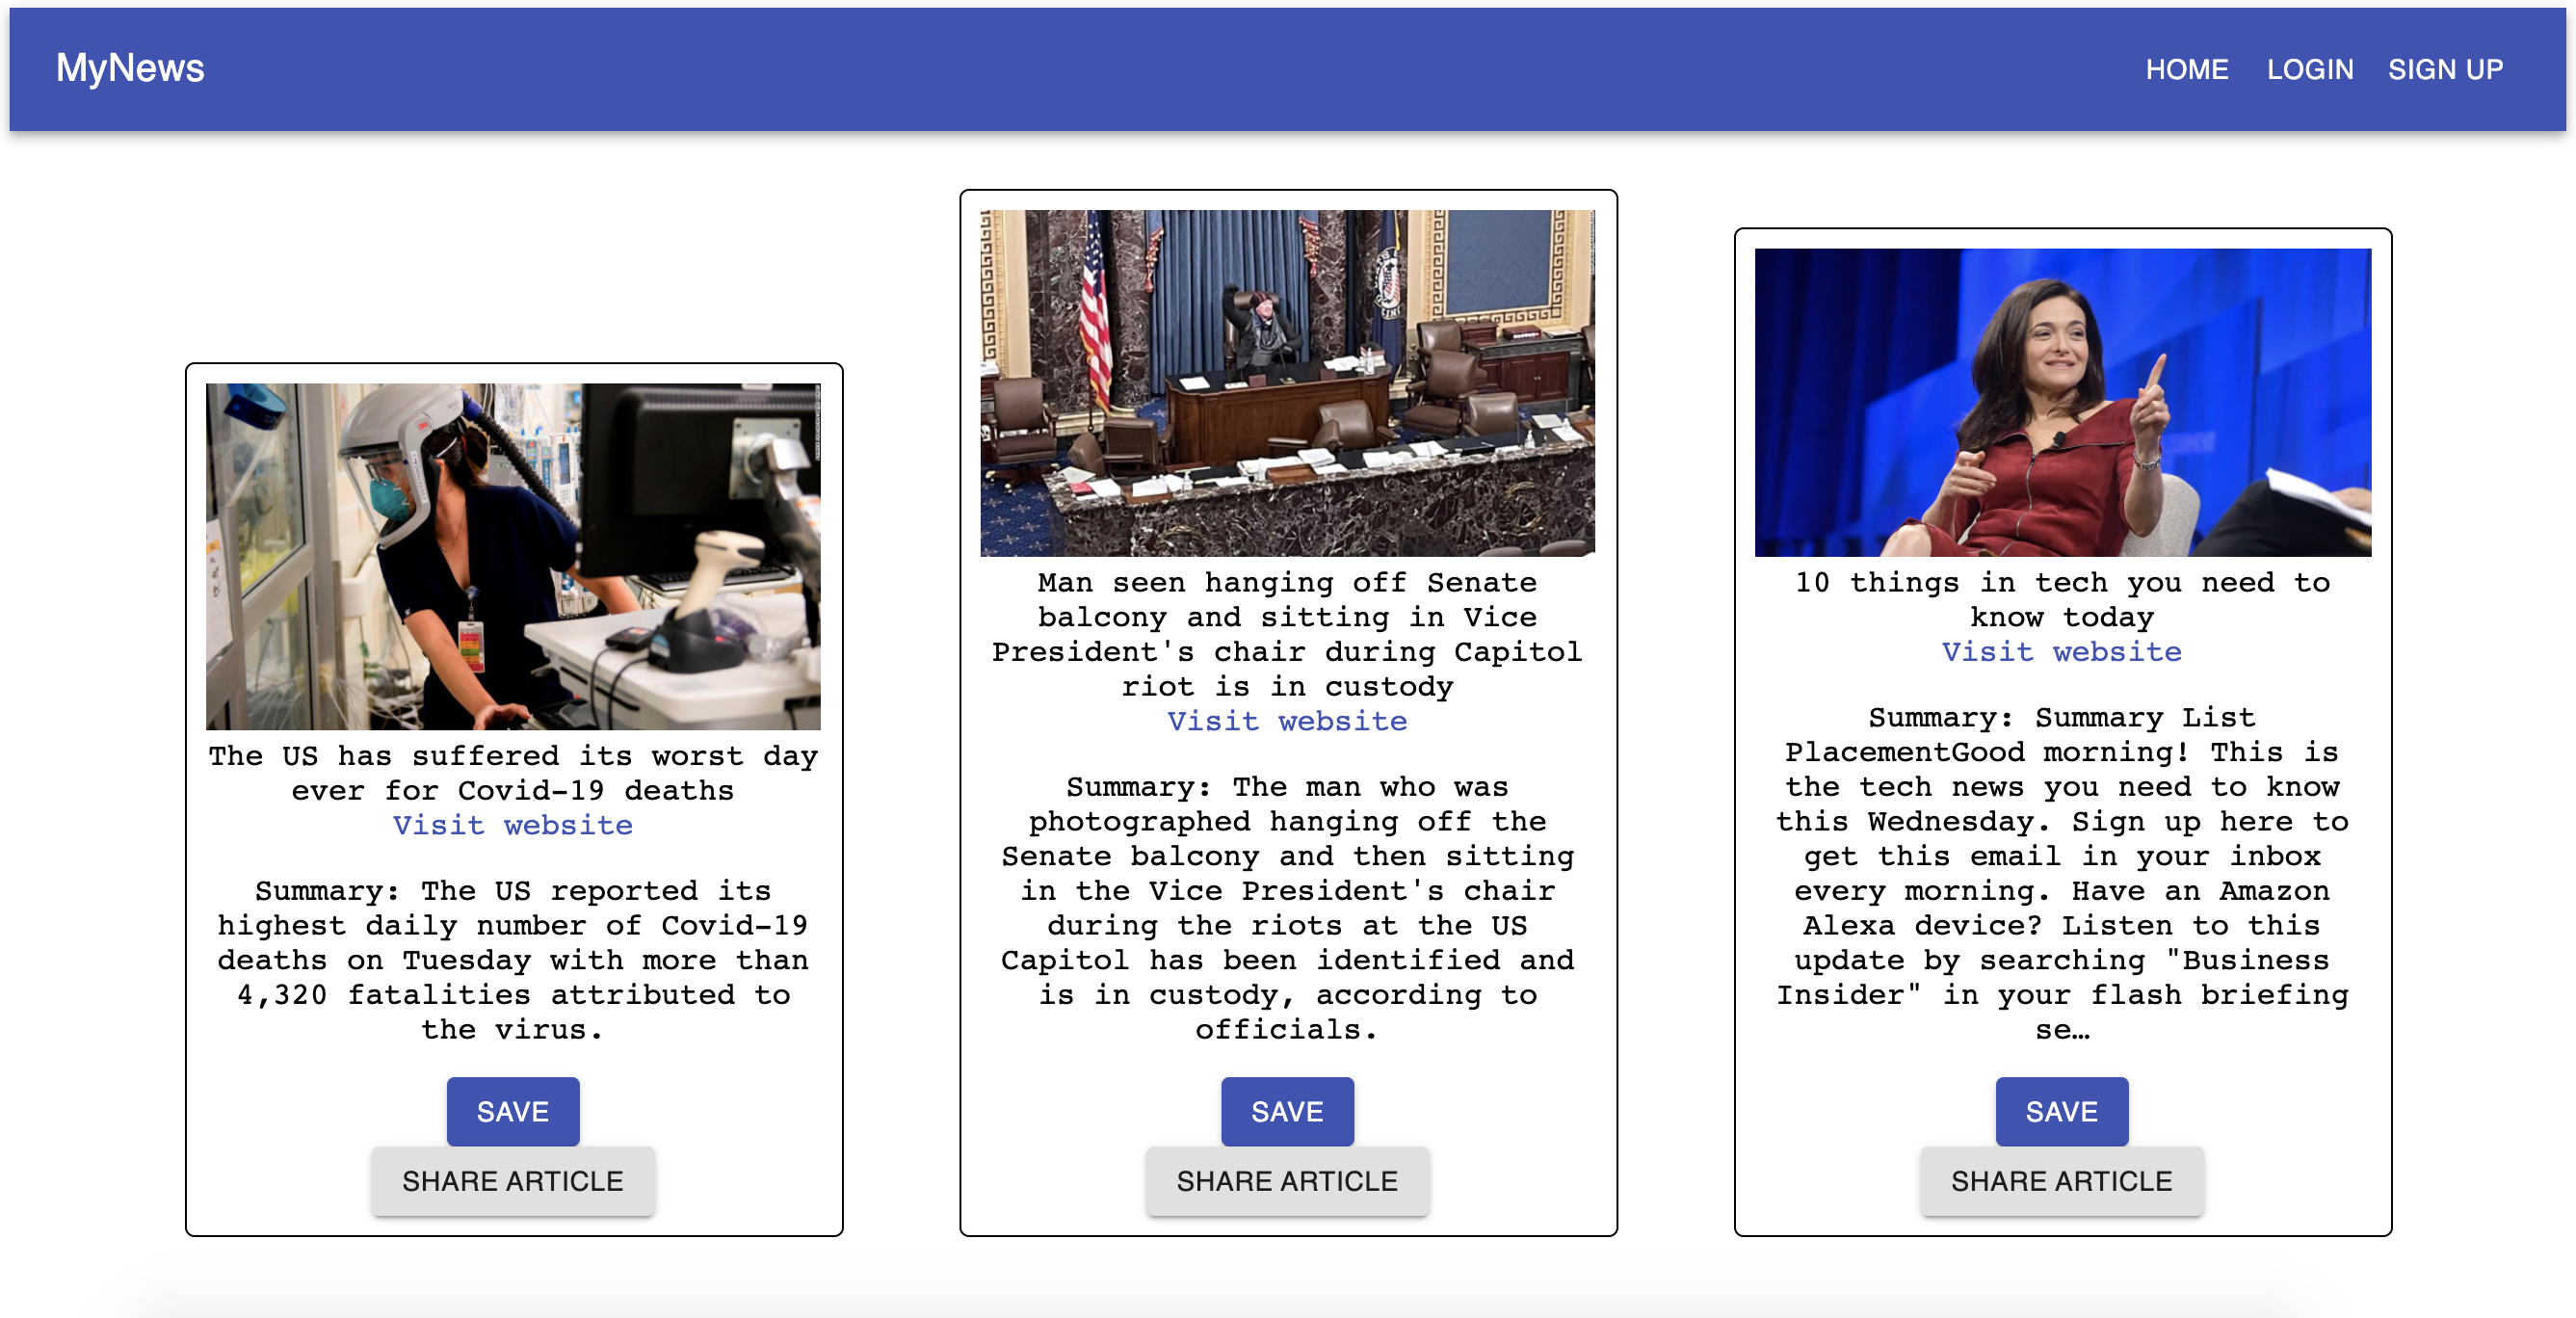 MyNews
HOME LOGIN SIGN UP
The US has suffered its worst day
ever for Covid-19 deaths
Visit website
Summary: The US reported its
highest daily number of Covid-19
deaths on Tuesday with more than
4,320 fatalities attributed to
the virus.
SAVE
SHARE ARTICLE
Man seen hanging off Senate
balcony and sitting in Vice
President's chair during Capitol
riot is in custody
Visit website
Summary: The man who was
photographed hanging off the
Senate balcony and then sitting
in the Vice President's chair
during the riots at the US
Capitol has been identified and
is in custody, according to
officials.
SAVE
SHARE ARTICLE
10 things in tech you need to
know today
Visit website
Summary: Summary List
PlacementGood morning! This is
the tech news you need to know
this Wednesday. Sign up here to
get this email in your inbox
every morning. Have an Amazon
Alexa device? Listen to this
update by searching "Business
Insider" in your flash briefing
se…
SAVE
SHARE ARTICLE